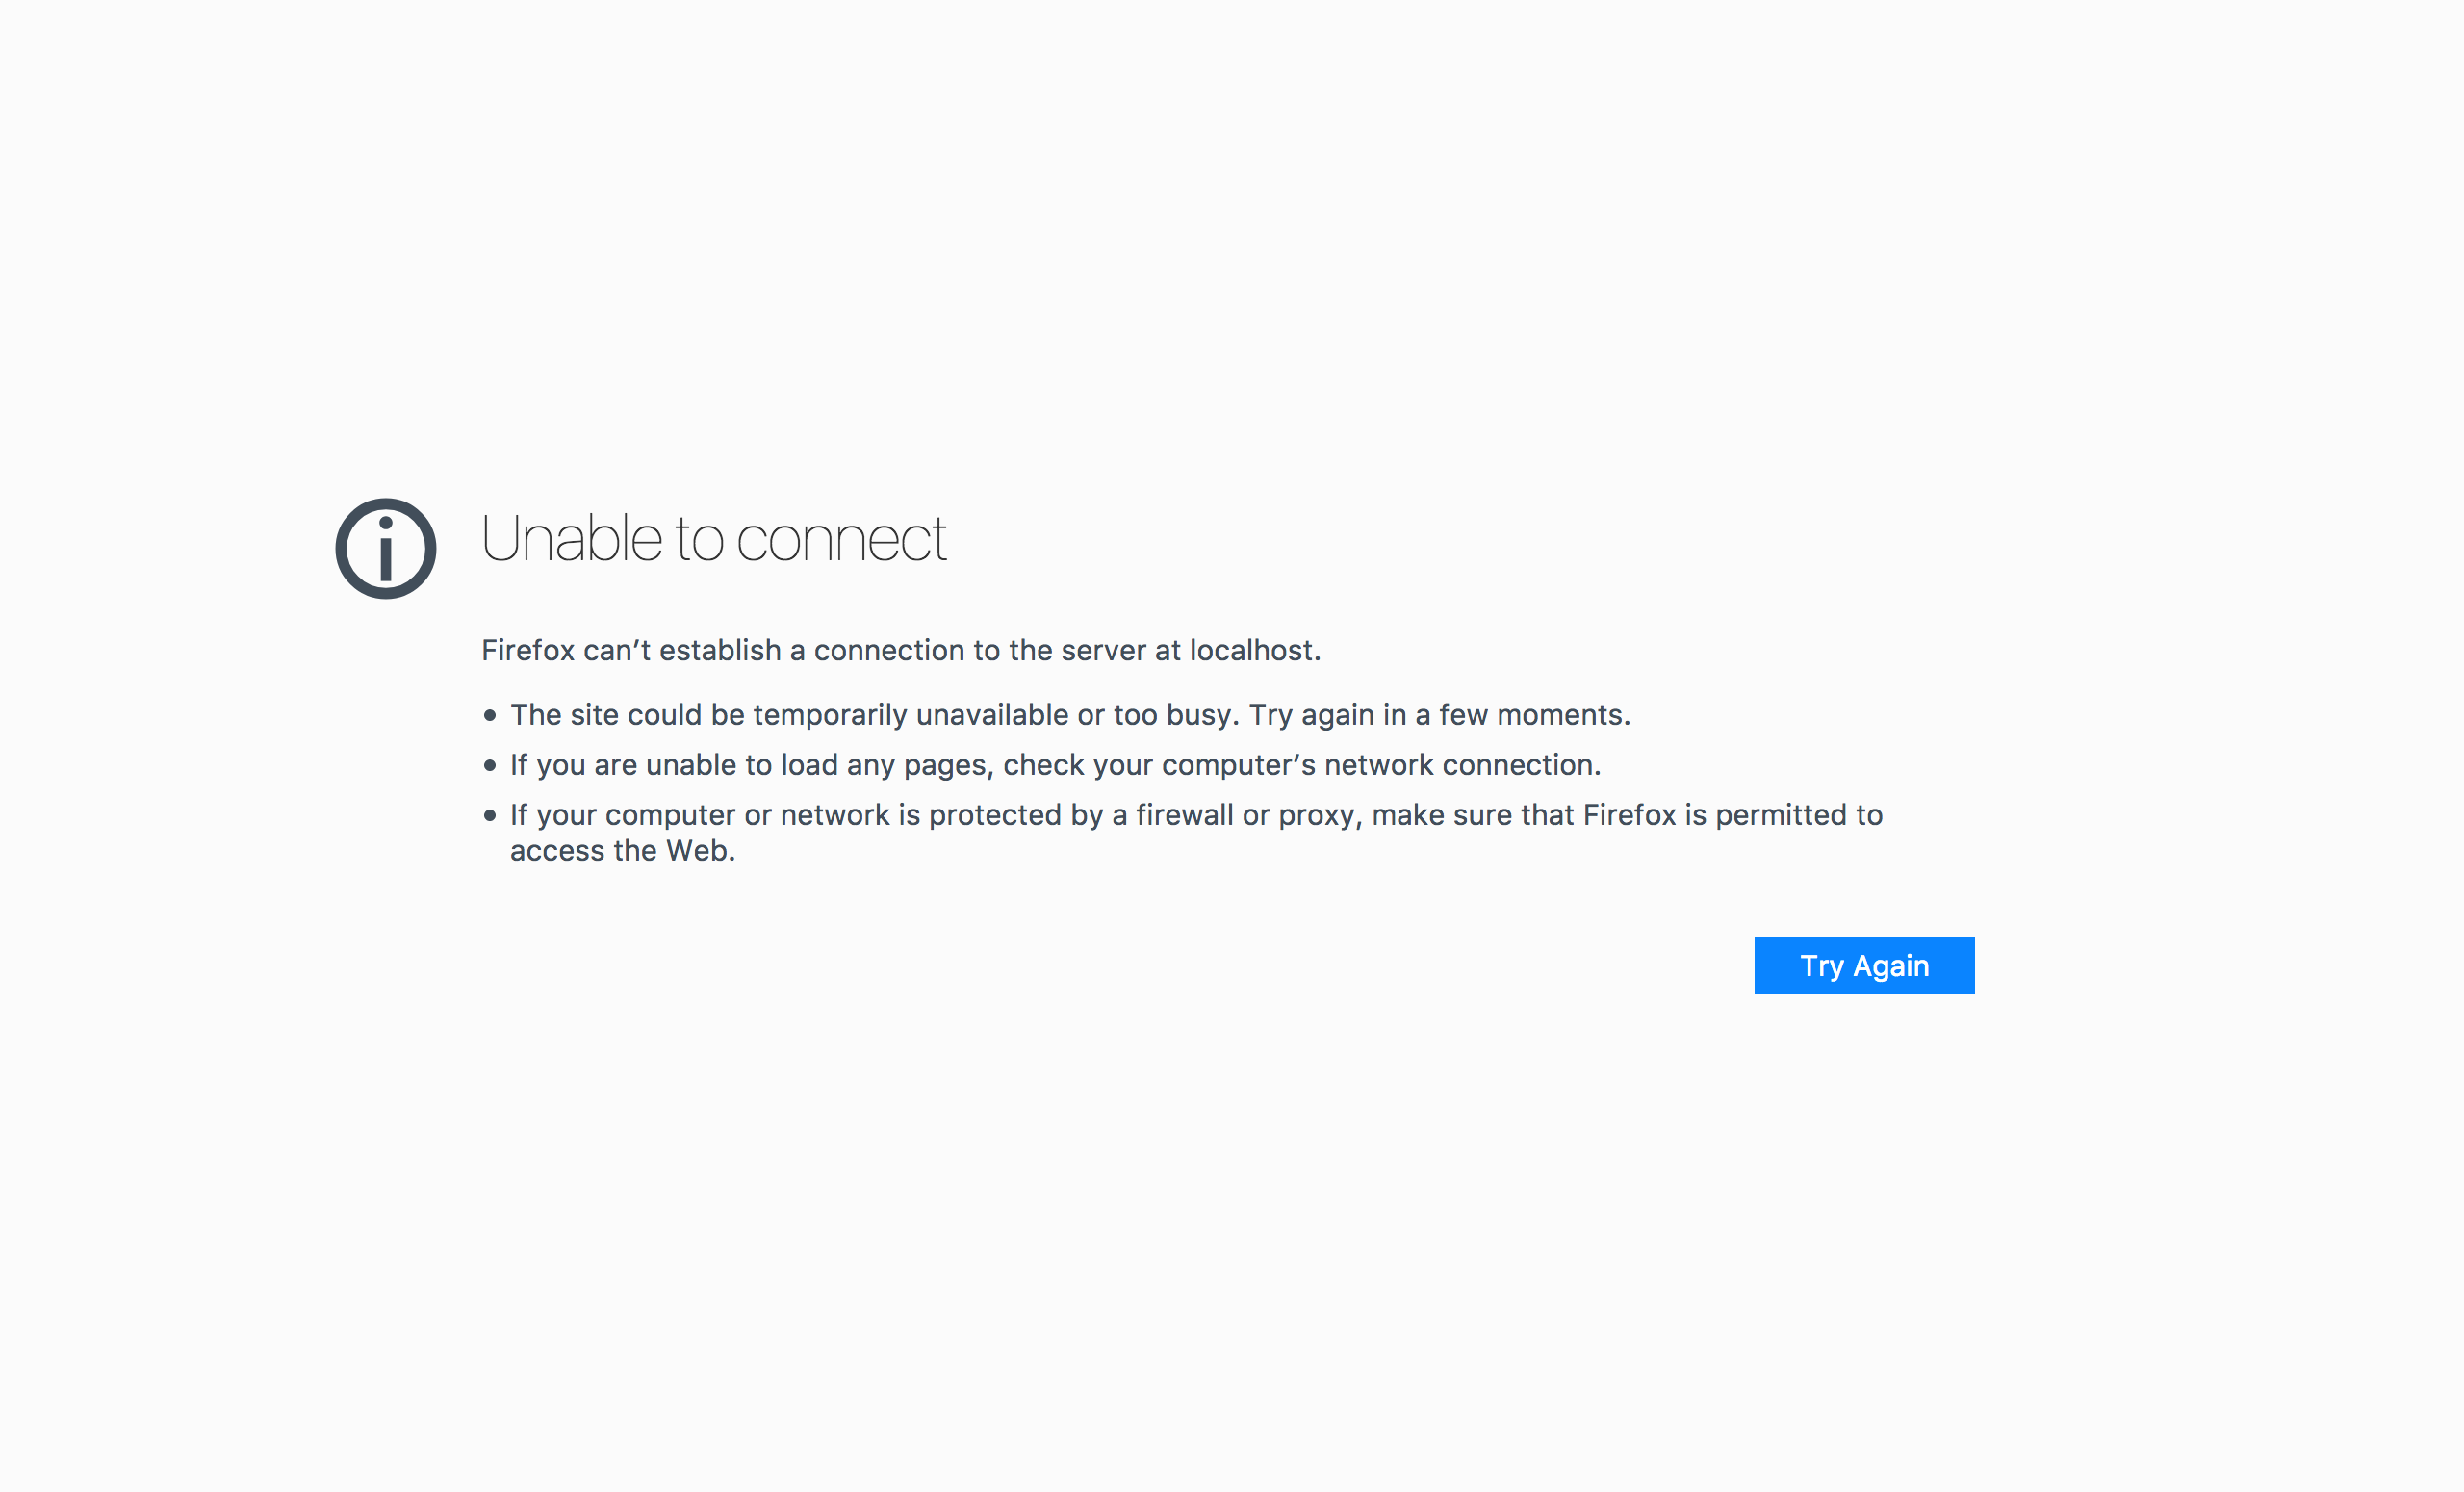 Unable to connect
Firefox can’t establish a connection to the server at localhost.
• The site could be temporarily unavailable or too busy. Try again in a few moments.
• If you are unable to load any pages, check your computer’s network connection.
• If your computer or network is protected by a firewall or proxy, make sure that Firefox is permitted to
access the Web.
Try Again